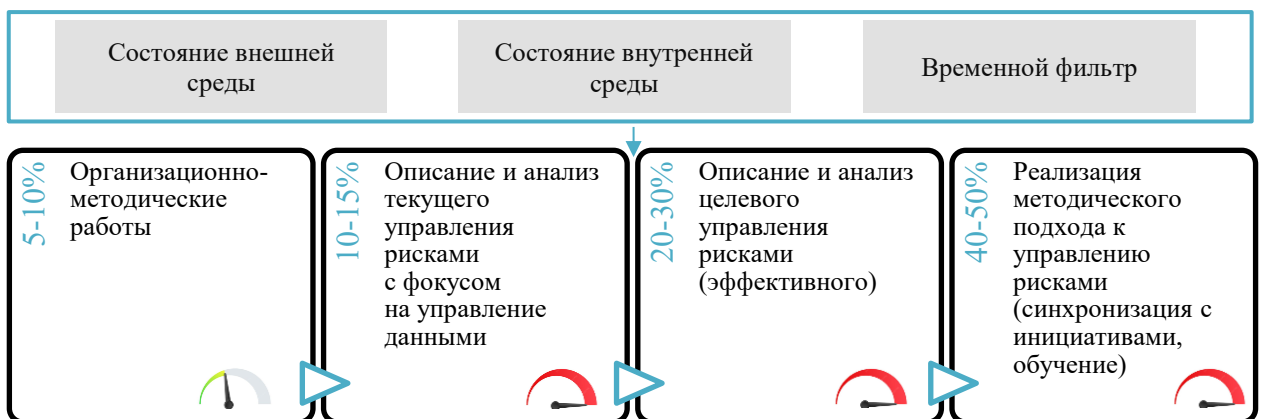 Состояние внешней
среды
Состояние внутренней
среды
Временной фильтр
5-10%
Организационно-
методические
работы
10-15%
Описание и анализ
текущего
управления
рисками
с фокусом
на управление
данными
20-30%
Описание и анализ
целевого
управления
рисками
(эффективного)
40-50%
Реализация
методического
подхода к
управлению
рисками
(синхронизация с
инициативами,
обучение)